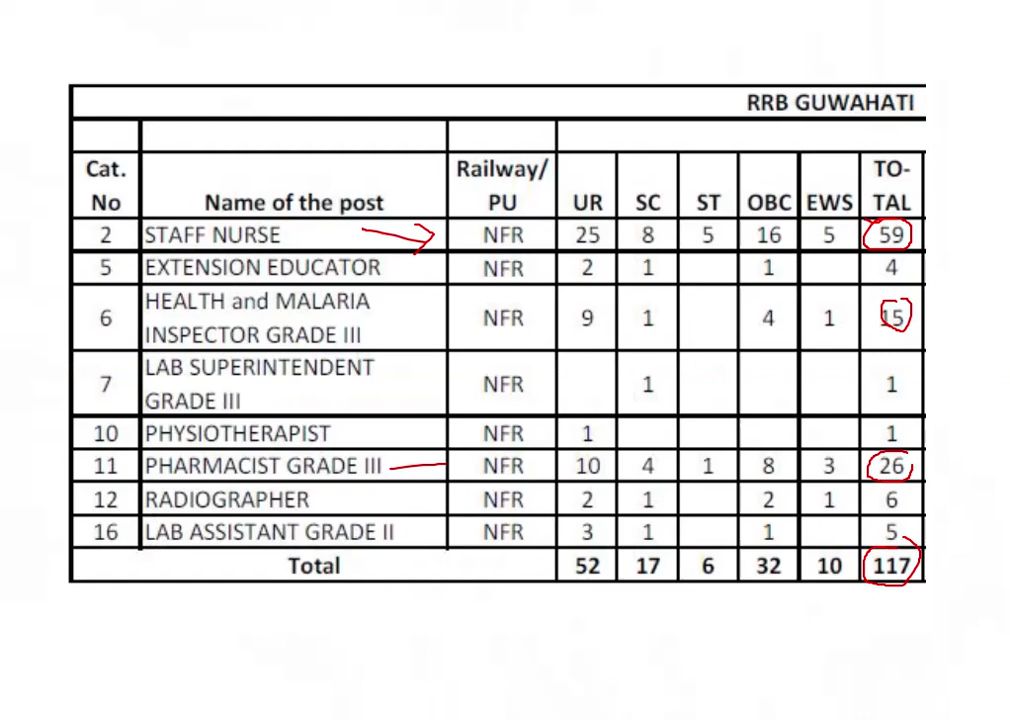 RRB GUWAHATI
Cat. No Name of the post Railway/ PU UR SC ST OBC EWS TO- TAL
2 STAFF NURSE NFR 25 8 5 16 5 59
5 EXTENSION EDUCATOR NFR 2 1 1 4
6 HEALTH and MALARIA INSPECTOR GRADE III NFR 9 1 4 1 15
7 LAB SUPERINTENDENT GRADE III NFR 1 1
10 PHYSIOTHERAPIST NFR 1 1
11 PHARMACIST GRADE III NFR 10 4 1 8 3 26
12 RADIOGRAPHER NFR 2 1 2 1 6
16 LAB ASSISTANT GRADE II NFR 3 1 1 5
Total 52 17 6 32 10 117